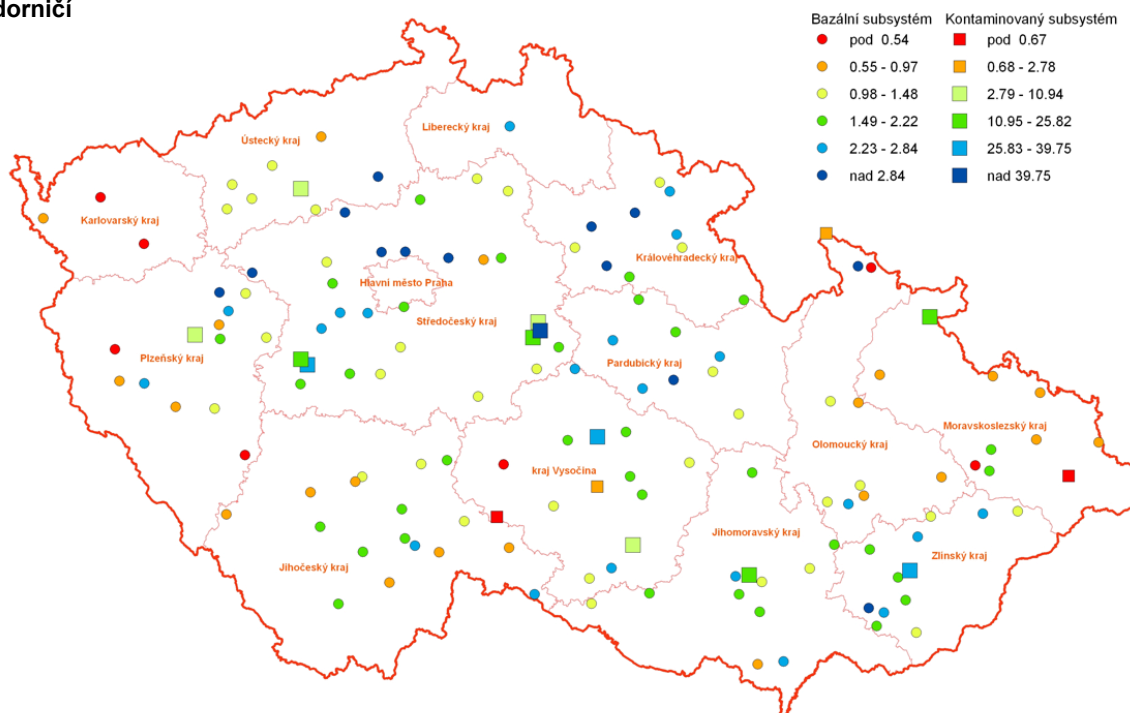 dorničí
Bazální subsystém Kontaminovaný subsystém
pod 0.54 pod 0.67
0.55 - 0.97 0.68 - 2.78
0.98 - 1.48 2.79 - 10.94
1.49 - 2.22 10.95 - 25.82
2.23 - 2.84 25.83 - 39.75
nad 2.84 nad 39.75
Liberecký kraj
Ústecký kraj
Karlovarský kraj
Královéhradecký kraj
Hlavní město Praha
Středočeský kraj
Plzeňský kraj
Pardubický kraj
Moravskoslezský kraj
Olomoucký kraj
kraj Vysočina
Jihomoravský kraj
Zlínský kraj
Jihočeský kraj